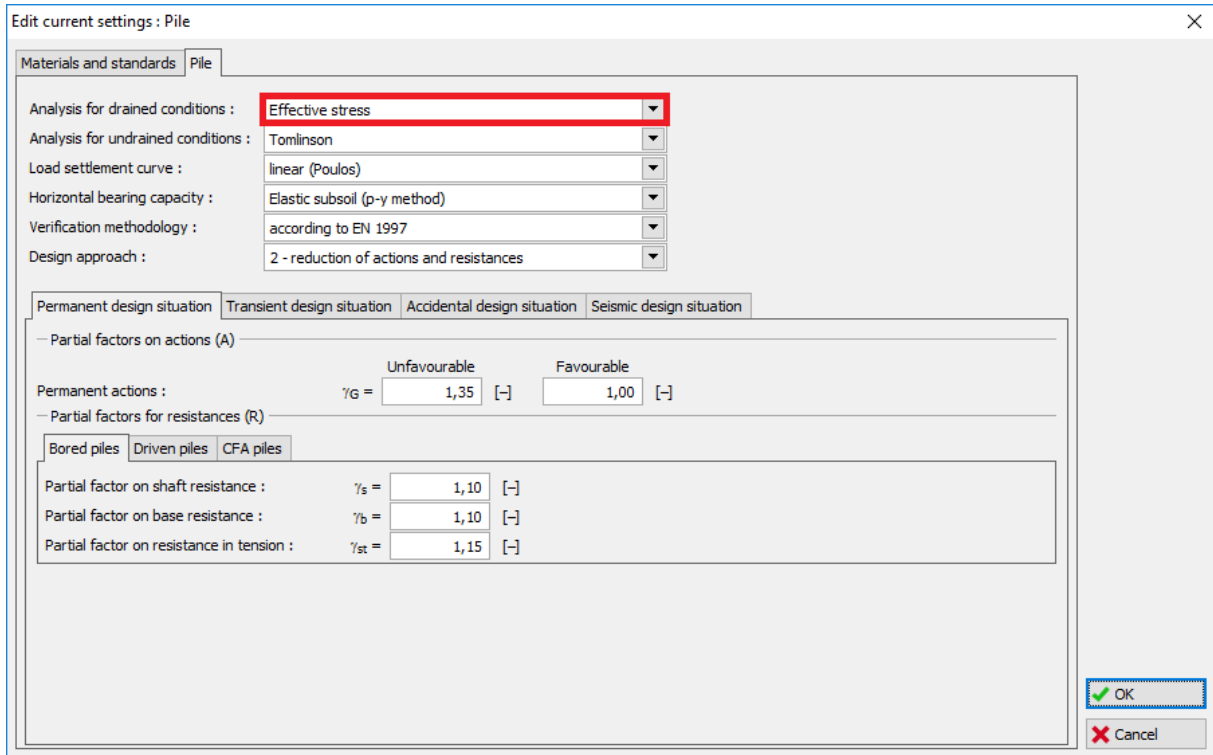 Edit current settings : Pile
Materials and standards Pile
Analysis for drained conditions : Effective stress
Analysis for undrained conditions : Tomlinson
Load settlement curve : linear (Poulos)
Horizontal bearing capacity : Elastic subsoil (p-y method)
Verification methodology : according to EN 1997
Design approach : 2 - reduction of actions and resistances
Permanent design situation Transient design situation Accidental design situation Seismic design situation
Partial factors on actions (A)
Unfavourable Favourable
Permanent actions : γG = 1,35 [–] 1,00 [–]
Partial factors for resistances (R)
Bored piles Driven piles CFA piles
Partial factor on shaft resistance : γs = 1,10 [–]
Partial factor on base resistance : γb = 1,10 [–]
Partial factor on resistance in tension : γst = 1,15 [–]
OK
Cancel